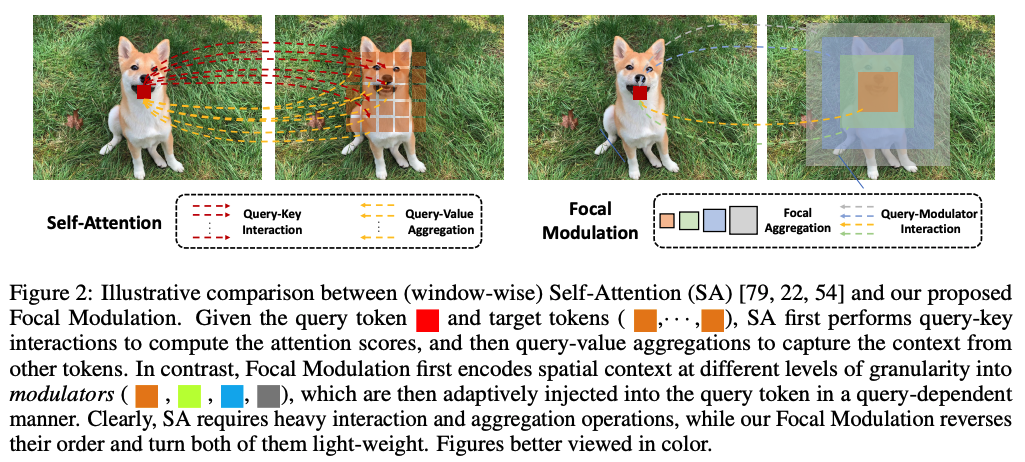 Self-Attention
Query-Key
Interaction
Query-Value
Aggregation
Focal
Modulation
Focal
Aggregation
Query-Modulator
Interaction
Figure 2: Illustrative comparison between (window-wise) Self-Attention (SA) [79, 22, 54] and our proposed
Focal Modulation. Given the query token and target tokens ( ,⋯, ), SA first performs query-key
interactions to compute the attention scores, and then query-value aggregations to capture the context from
other tokens. In contrast, Focal Modulation first encodes spatial context at different levels of granularity into
modulators ( , , , ), which are then adaptively injected into the query token in a query-dependent
manner. Clearly, SA requires heavy interaction and aggregation operations, while our Focal Modulation reverses
their order and turn both of them light-weight. Figures better viewed in color.